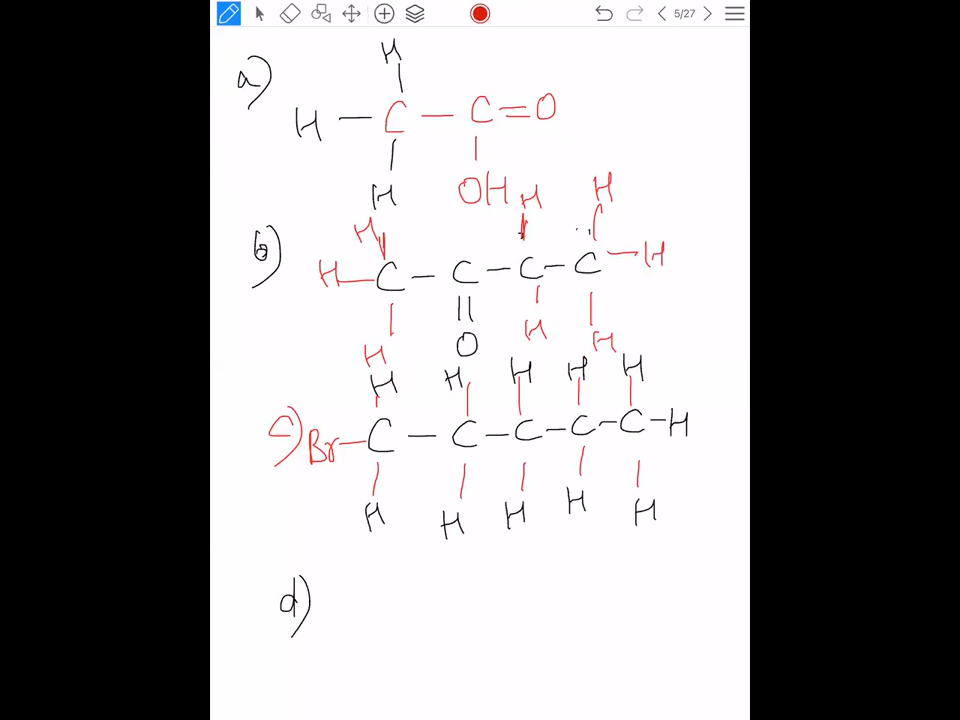 5/27
a)
H
H — C — C = O
H OH
H H H
b) H — C — C — C — C — H
H O H H
H H H H H
c) Br — C — C — C — C — C — H
H H H H H
d)